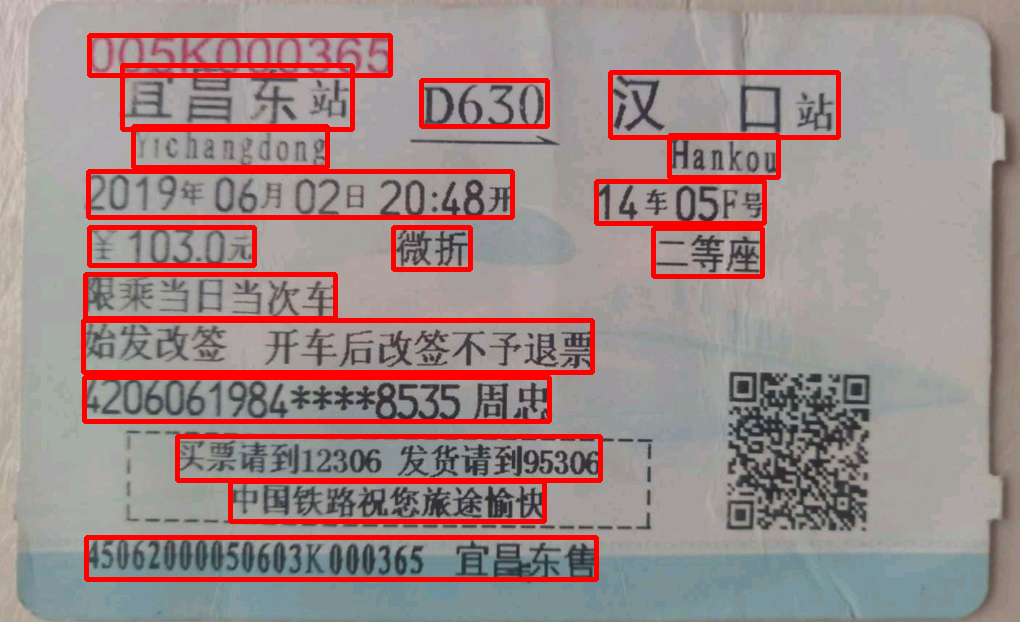 005K000365
宜昌东站 D630 汉口站
Yichangdong Hankou
2019年06月02日 20:48开 14车05F号
¥103.0元 微折 二等座
限乘当日当次车
始发改签 开车后改签不予退票
4206061984****8535 周忠
买票请到12306 发货请到95306
中国铁路祝您旅途愉快
45062000050603K000365 宜昌东售